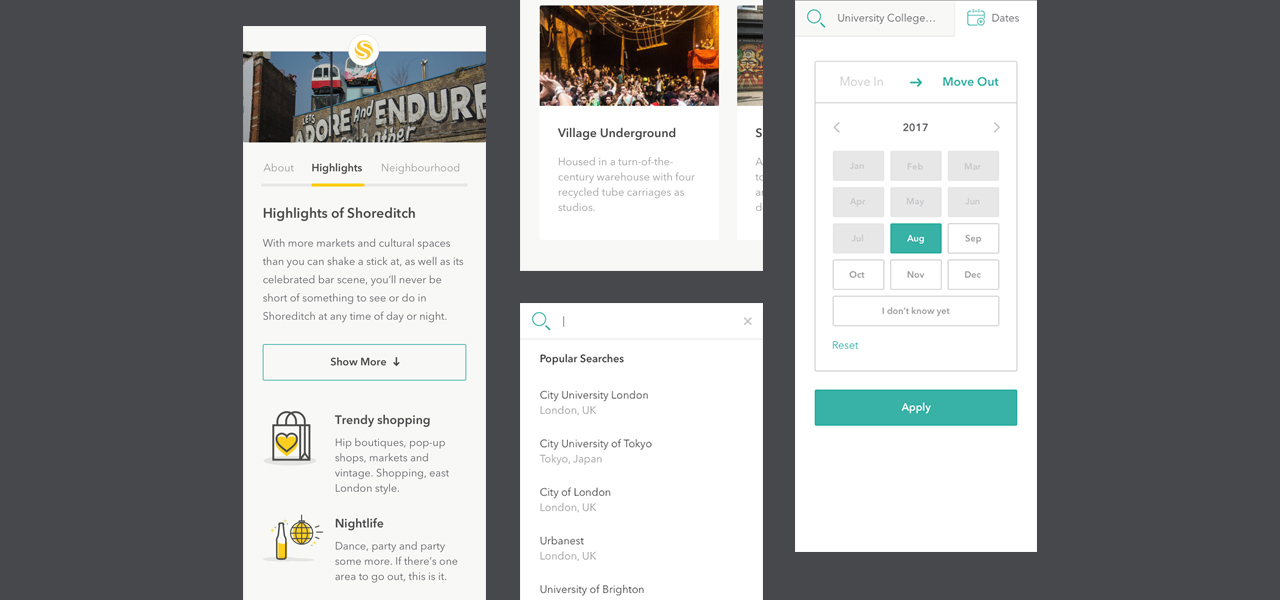 S
LET'S
ADORE And ENDURE
Each Other
About
Highlights
Neighbourhood
Highlights of Shoreditch
With more markets and cultural spaces
than you can shake a stick at, as well as its
celebrated bar scene, you'll never be
short of something to see or do in
Shoreditch at any time of day or night.
Show More ↓
Trendy shopping
Hip boutiques, pop-up
shops, markets and
vintage. Shopping, east
London style.
Nightlife
Dance, party and party
some more. If there's one
area to go out, this is it.
Village Underground
Housed in a turn-of-the-
century warehouse with four
recycled tube carriages as
studios.
S
A
to
ar
d
Popular Searches
City University London
London, UK
City University of Tokyo
Tokyo, Japan
City of London
London, UK
Urbanest
London, UK
University of Brighton
University College...
Dates
Move In → Move Out
2017
Jan Feb Mar
Apr May Jun
Jul Aug Sep
Oct Nov Dec
I don't know yet
Reset
Apply